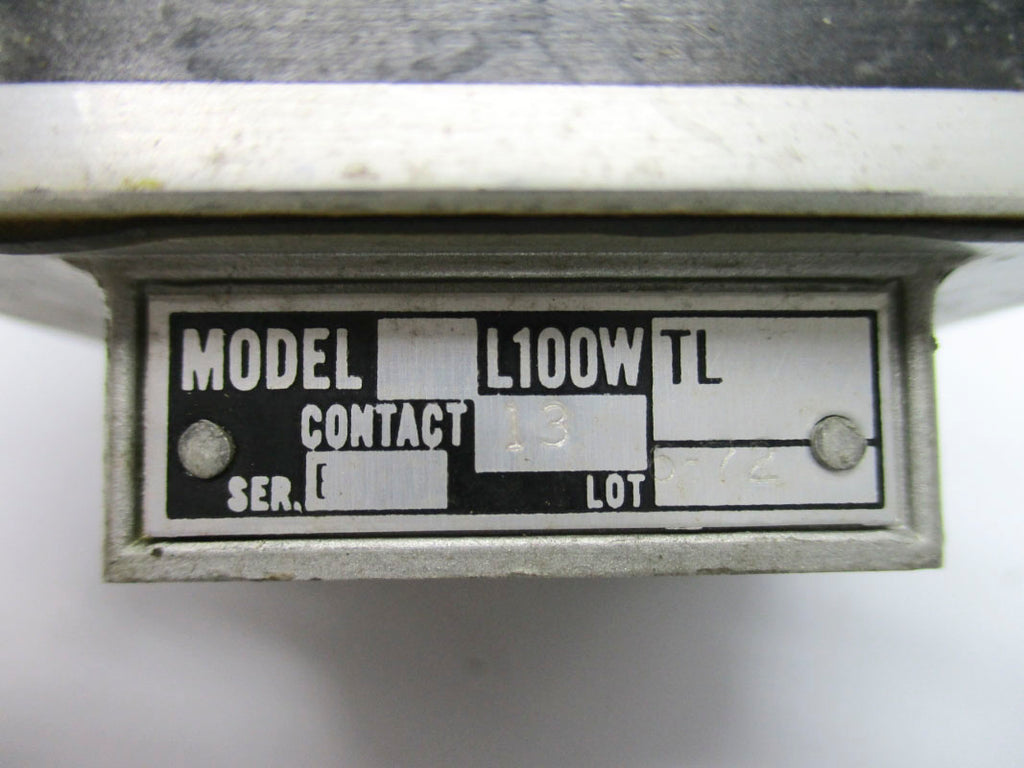 MODEL L100W TL
CONTACT 13
SER. E LOT